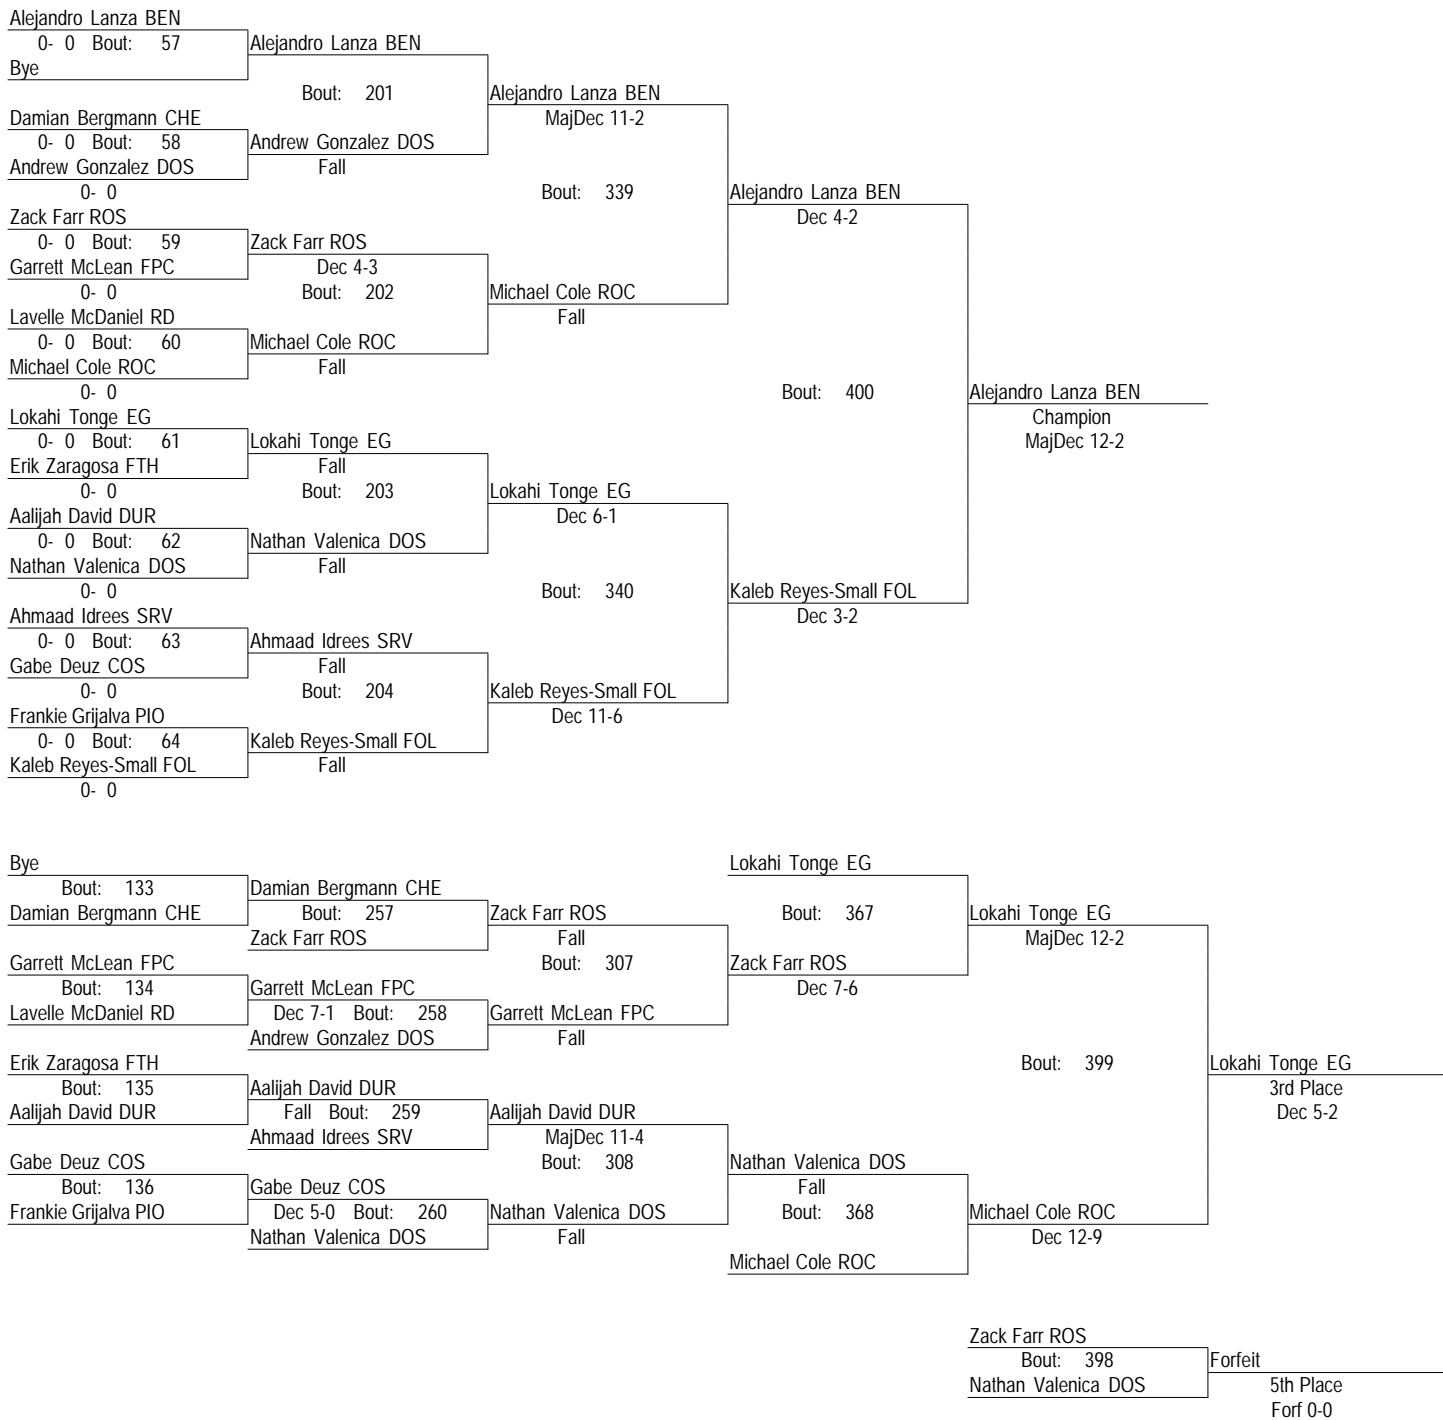 Alejandro Lanza BEN
0- 0 Bout: 57 Alejandro Lanza BEN
Bye
Bout: 201 Alejandro Lanza BEN
Damian Bergmann CHE MajDec 11-2
0- 0 Bout: 58 Andrew Gonzalez DOS
Andrew Gonzalez DOS Fall
0- 0 Bout: 339 Alejandro Lanza BEN
Zack Farr ROS Dec 4-2
0- 0 Bout: 59 Zack Farr ROS
Garrett McLean FPC Dec 4-3
0- 0 Bout: 202 Michael Cole ROC
Lavelle McDaniel RD Fall
0- 0 Bout: 60 Michael Cole ROC
Michael Cole ROC Fall
0- 0 Bout: 400 Alejandro Lanza BEN
Lokahi Tonge EG Champion
0- 0 Bout: 61 Lokahi Tonge EG MajDec 12-2
Erik Zaragosa FTH Fall
0- 0 Bout: 203 Lokahi Tonge EG
Aalijah David DUR Dec 6-1
0- 0 Bout: 62 Nathan Valenica DOS
Nathan Valenica DOS Fall
0- 0 Bout: 340 Kaleb Reyes-Small FOL
Ahmaad Idrees SRV Dec 3-2
0- 0 Bout: 63 Ahmaad Idrees SRV
Gabe Deuz COS Fall
0- 0 Bout: 204 Kaleb Reyes-Small FOL
Frankie Grijalva PIO Dec 11-6
0- 0 Bout: 64 Kaleb Reyes-Small FOL
Kaleb Reyes-Small FOL Fall
0- 0
Bye Lokahi Tonge EG
Bout: 133 Damian Bergmann CHE
Damian Bergmann CHE Bout: 257 Zack Farr ROS Bout: 367 Lokahi Tonge EG
Zack Farr ROS Fall MajDec 12-2
Garrett McLean FPC Bout: 307 Zack Farr ROS
Bout: 134 Garrett McLean FPC Dec 7-6
Lavelle McDaniel RD Dec 7-1 Bout: 258 Garrett McLean FPC
Andrew Gonzalez DOS Fall
Erik Zaragosa FTH Bout: 399 Lokahi Tonge EG
Bout: 135 Aalijah David DUR 3rd Place
Aalijah David DUR Fall Bout: 259 Aalijah David DUR Dec 5-2
Ahmaad Idrees SRV MajDec 11-4
Gabe Deuz COS Bout: 308 Nathan Valenica DOS
Bout: 136 Gabe Deuz COS Fall
Frankie Grijalva PIO Dec 5-0 Bout: 260 Nathan Valenica DOS Bout: 368 Michael Cole ROC
Nathan Valenica DOS Fall Dec 12-9
Michael Cole ROC
Zack Farr ROS
Bout: 398 Forfeit
Nathan Valenica DOS 5th Place
Forf 0-0